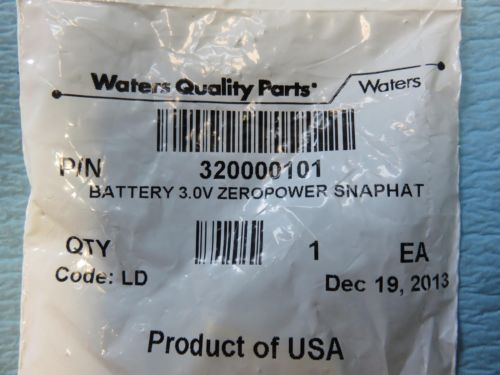 Waters Quality Parts• Waters
P/N 320000101
BATTERY 3.0V ZEROPOWER SNAPHAT
QTY 1 EA
Code: LD Dec 19, 2013
Product of USA